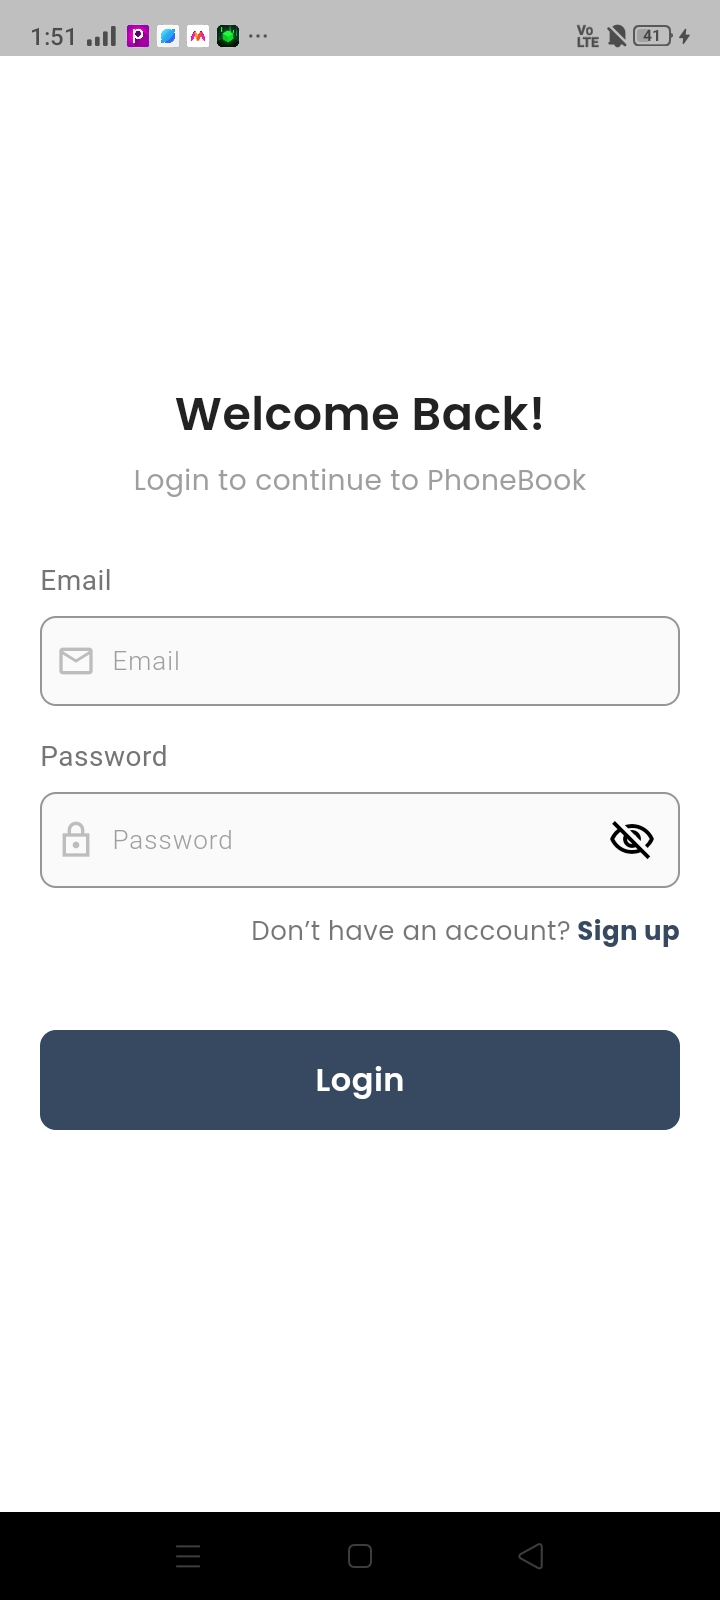 1:51
Vo LTE
41
Welcome Back!
Login to continue to PhoneBook
Email
Email
Password
Password
Don’t have an account? Sign up
Login